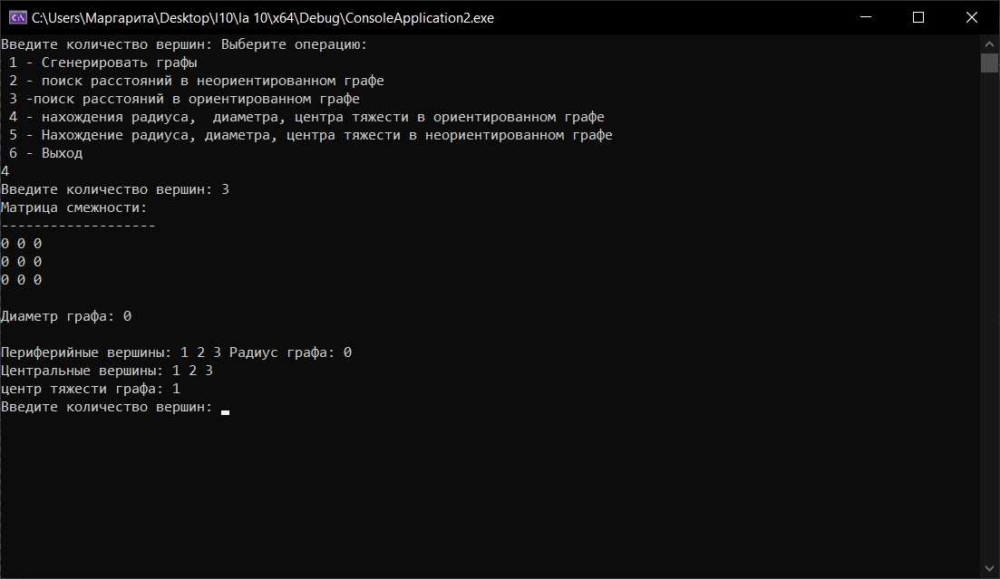 C:\Users\Маргарита\Desktop\l10\la 10\x64\Debug\ConsoleApplication2.exe
Введите количество вершин: Выберите операцию:
1 - Сгенерировать графы
2 - поиск расстояний в неориентированном графе
3 -поиск расстояний в ориентированном графе
4 - нахождения радиуса,  диаметра, центра тяжести в ориентированном графе
5 - Нахождение радиуса, диаметра, центра тяжести в неориентированном графе
6 - Выход
4
Введите количество вершин: 3
Матрица смежности:
-------------------
0 0 0
0 0 0
0 0 0
Диаметр графа: 0
Периферийные вершины: 1 2 3 Радиус графа: 0
Центральные вершины: 1 2 3
центр тяжести графа: 1
Введите количество вершин: